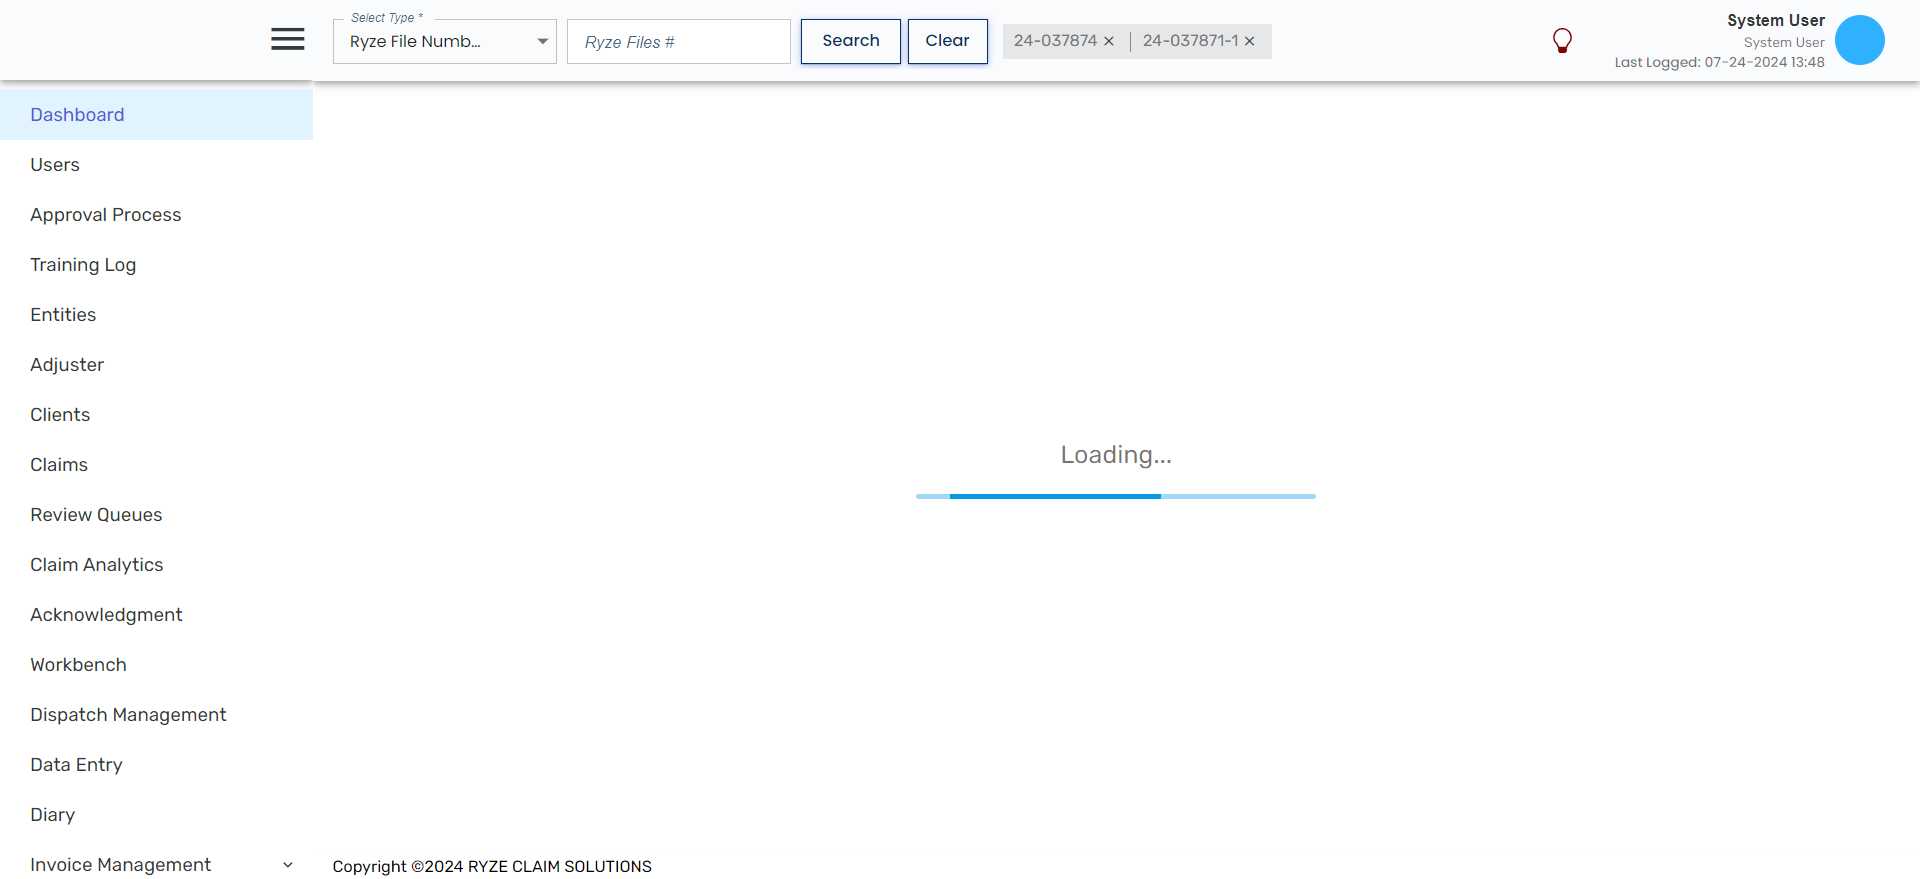 Select Type *
Ryze File Numb...
Ryze Files #
Search
Clear
24-037874 ×
24-037871-1 ×
System User
System User
Last Logged: 07-24-2024 13:48
Dashboard
Users
Approval Process
Training Log
Entities
Adjuster
Clients
Claims
Review Queues
Claim Analytics
Acknowledgment
Workbench
Dispatch Management
Data Entry
Diary
Invoice Management
Loading...
Copyright ©2024 RYZE CLAIM SOLUTIONS